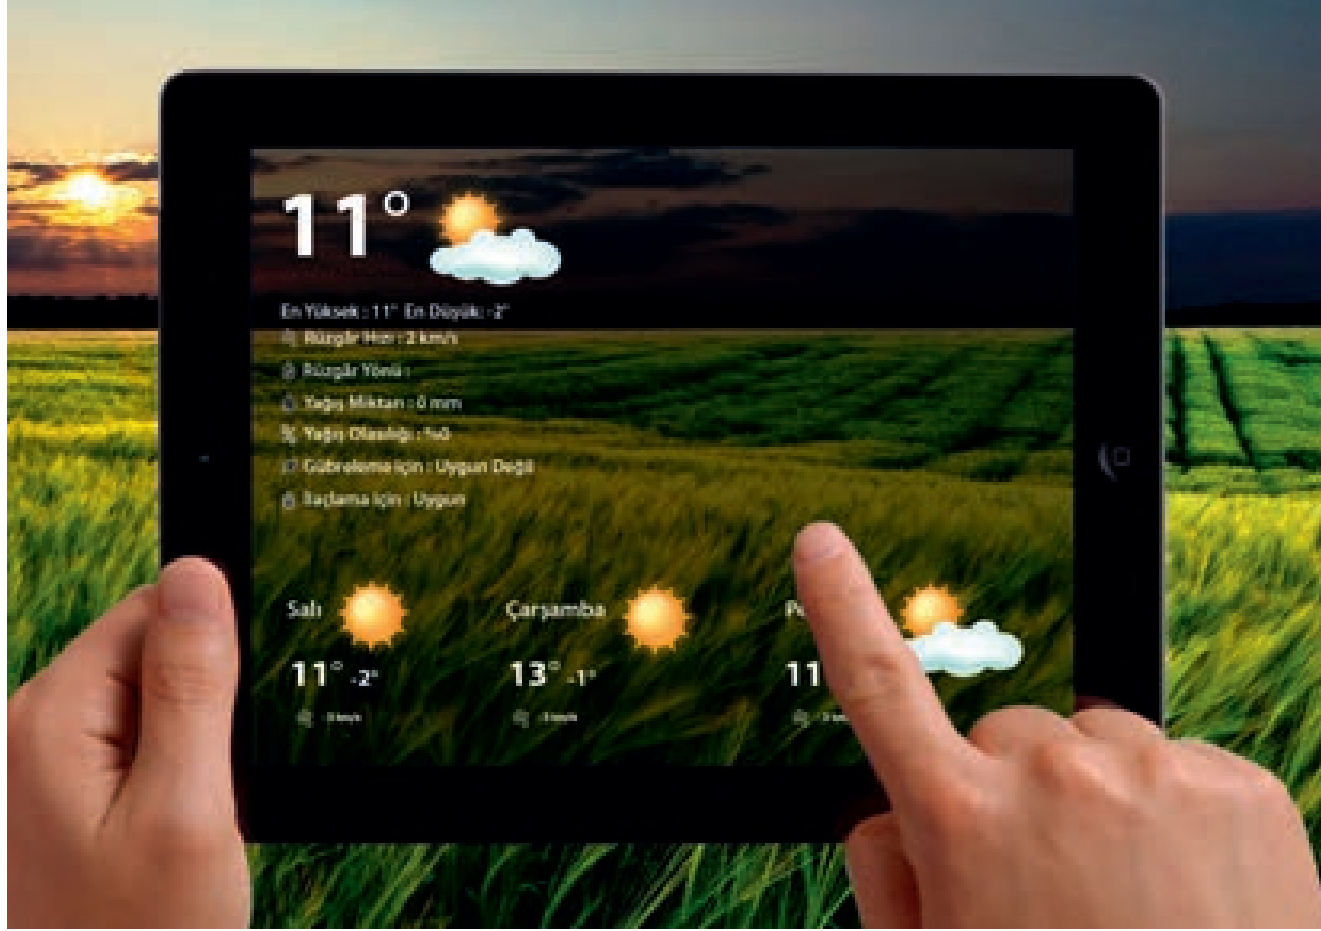 11°
En Yüksek : 11° En Düşük: -2°
Rüzgâr Hızı : 2 km/s
Rüzgâr Yönü :
Yağış Miktarı : 0 mm
Yağış Olasılığı : %0
Gübreleme için : Uygun Değil
İlaçlama için : Uygun
Salı Çarşamba
11° -2° 13° -1° 11